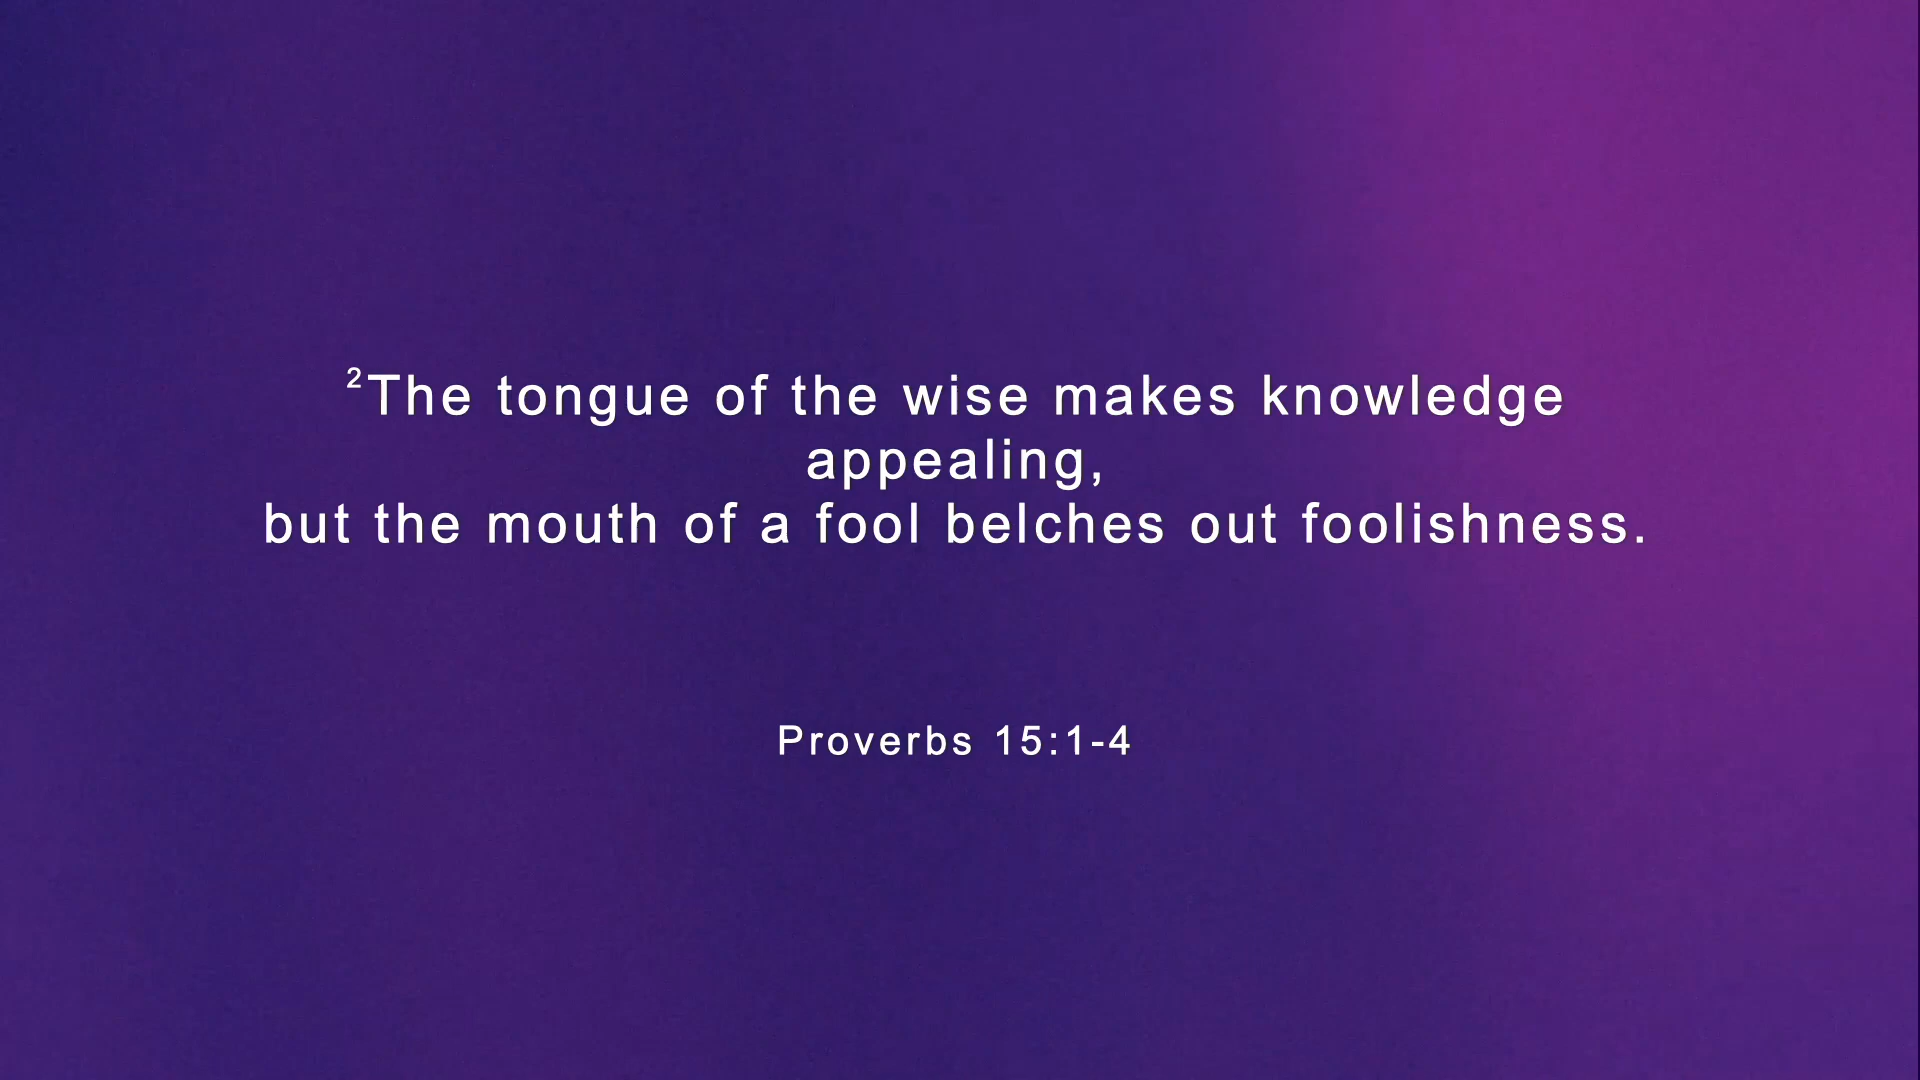 ²The tongue of the wise makes knowledge
appealing,
but the mouth of a fool belches out foolishness.
Proverbs 15:1-4